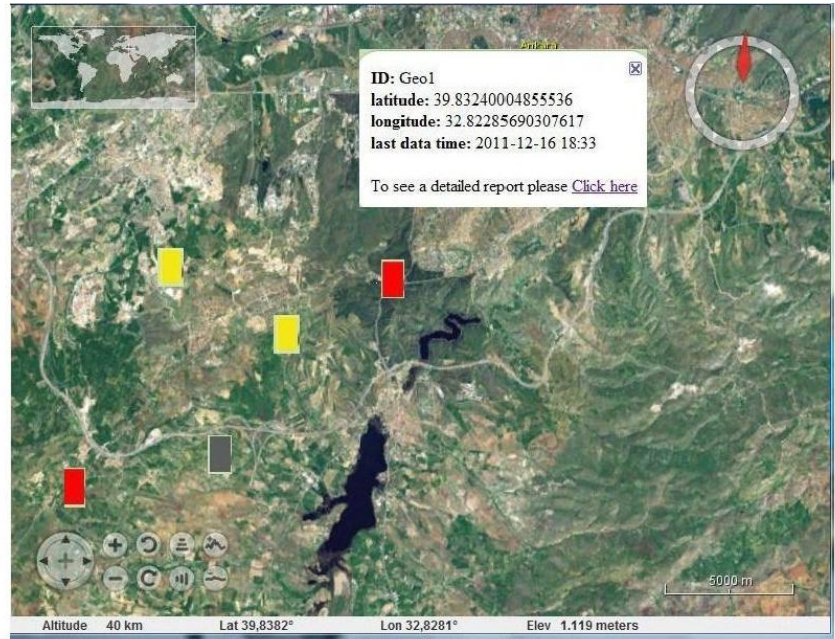 Ankara
ID: Geo1
latitude: 39.83240004855536
longitude: 32.82285690307617
last data time: 2011-12-16 18:33
To see a detailed report please Click here
5000 m
Altitude 40 km Lat 39,8382° Lon 32,8281° Elev 1.119 meters